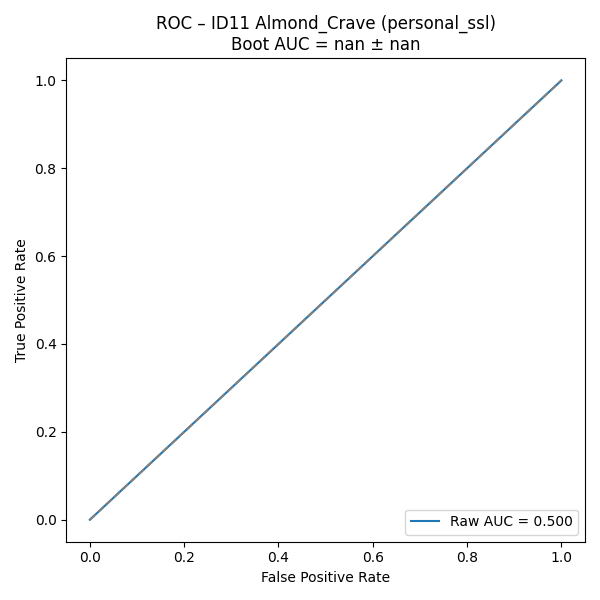 ROC – ID11 Almond_Crave (personal_ssl)
Boot AUC = nan ± nan
1.0
0.8
0.6
0.4
0.2
0.0
True Positive Rate
Raw AUC = 0.500
0.0 0.2 0.4 0.6 0.8 1.0
False Positive Rate